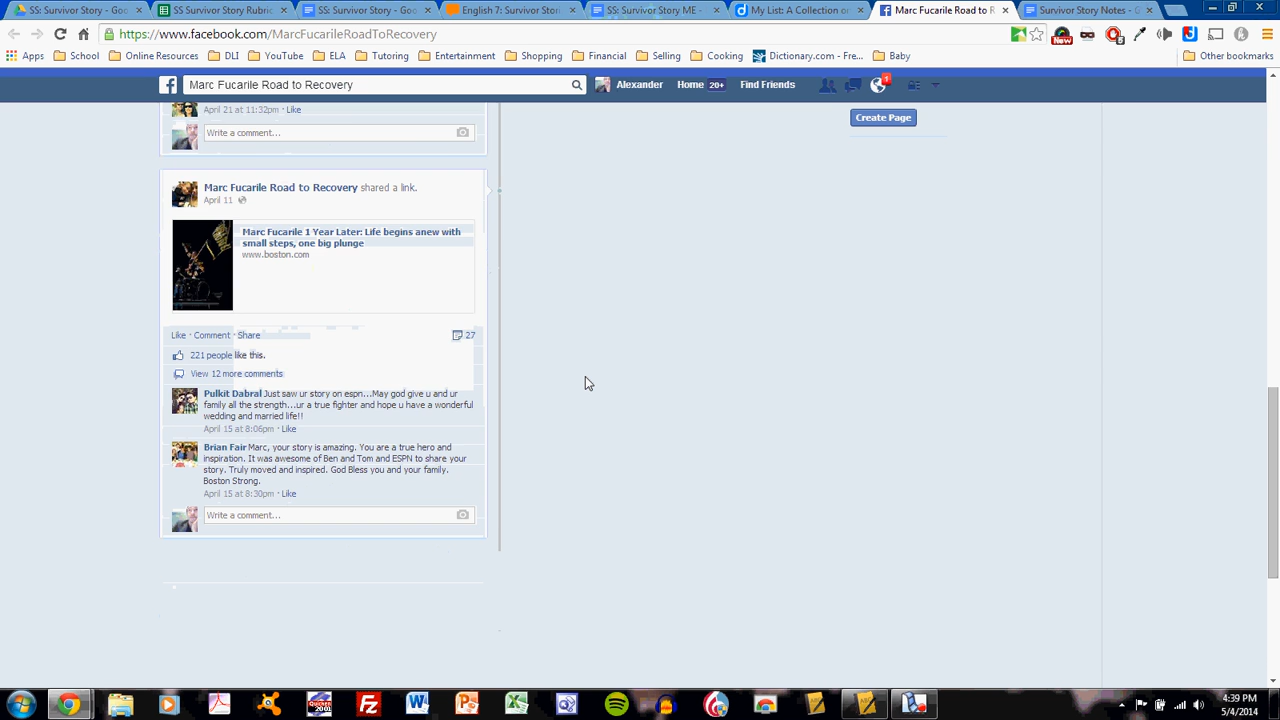 SS: Survivor Story - Goo
SS Survivor Story Rubric
SS: Survivor Story - Goo
English 7: Survivor Stori
SS: Survivor Story ME -
My List: A Collection o
Marc Fucarile Road to R
Survivor Story Notes - G
https://www.facebook.com/MarcFucarileRoadToRecovery
Apps
School
Online Resources
DLI
YouTube
ELA
Tutoring
Entertainment
Shopping
Financial
Selling
Cooking
Dictionary.com - Fre...
Baby
Other bookmarks
Marc Fucarile Road to Recovery
Alexander
Home 20+
Find Friends
1
April 21 at 11:32pm · Like
Write a comment...
Create Page
Marc Fucarile Road to Recovery shared a link.
April 11
Marc Fucarile 1 Year Later: Life begins anew with
small steps, one big plunge
www.boston.com
Like · Comment · Share
27
221 people like this.
View 12 more comments
Pulkit Dabral Just saw ur story on espn...May god give u and ur
family all the strength...ur a true fighter and hope u have a wonderful
wedding and married life!!
April 15 at 8:06pm · Like
Brian Fair Marc, your story is amazing. You are a true hero and
inspiration. It was awesome of Ben and Tom and ESPN to share your
story. Truly moved and inspired. God Bless you and your family.
Boston Strong.
April 15 at 8:30pm · Like
Write a comment...
4:39 PM
5/4/2014